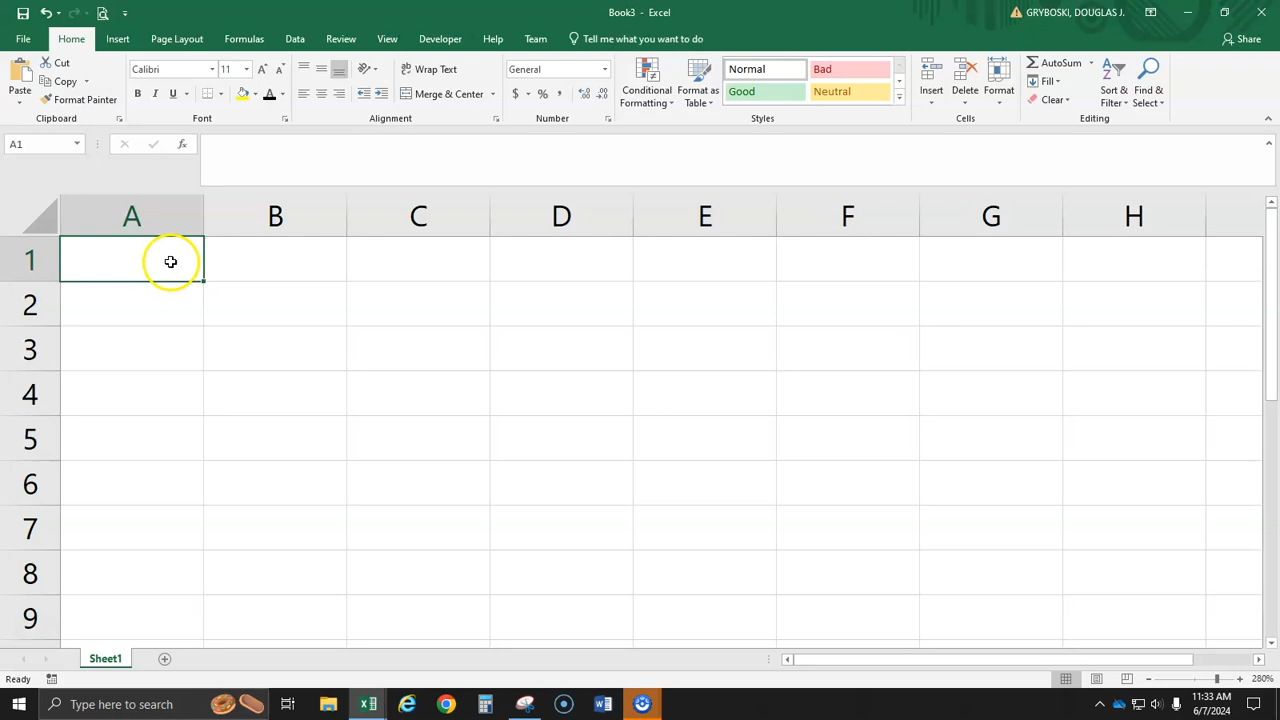 Book3 - Excel
GRYBOSKI, DOUGLAS J.
File Home Insert Page Layout Formulas Data Review View Developer Help Team Tell me what you want to do Share
Paste
Cut
Copy
Format Painter
Clipboard
Calibri 11
B I U
Font
Wrap Text
Merge & Center
Alignment
General
$ % ,
Number
Conditional Formatting
Format as Table
Normal Bad
Good Neutral
Styles
Insert Delete Format
Cells
AutoSum
Fill
Clear
Sort & Filter
Find & Select
Editing
A1
fx
A B C D E F G H
1
2
3
4
5
6
7
8
9
Sheet1
Ready
280%
Type here to search
11:33 AM
6/7/2024